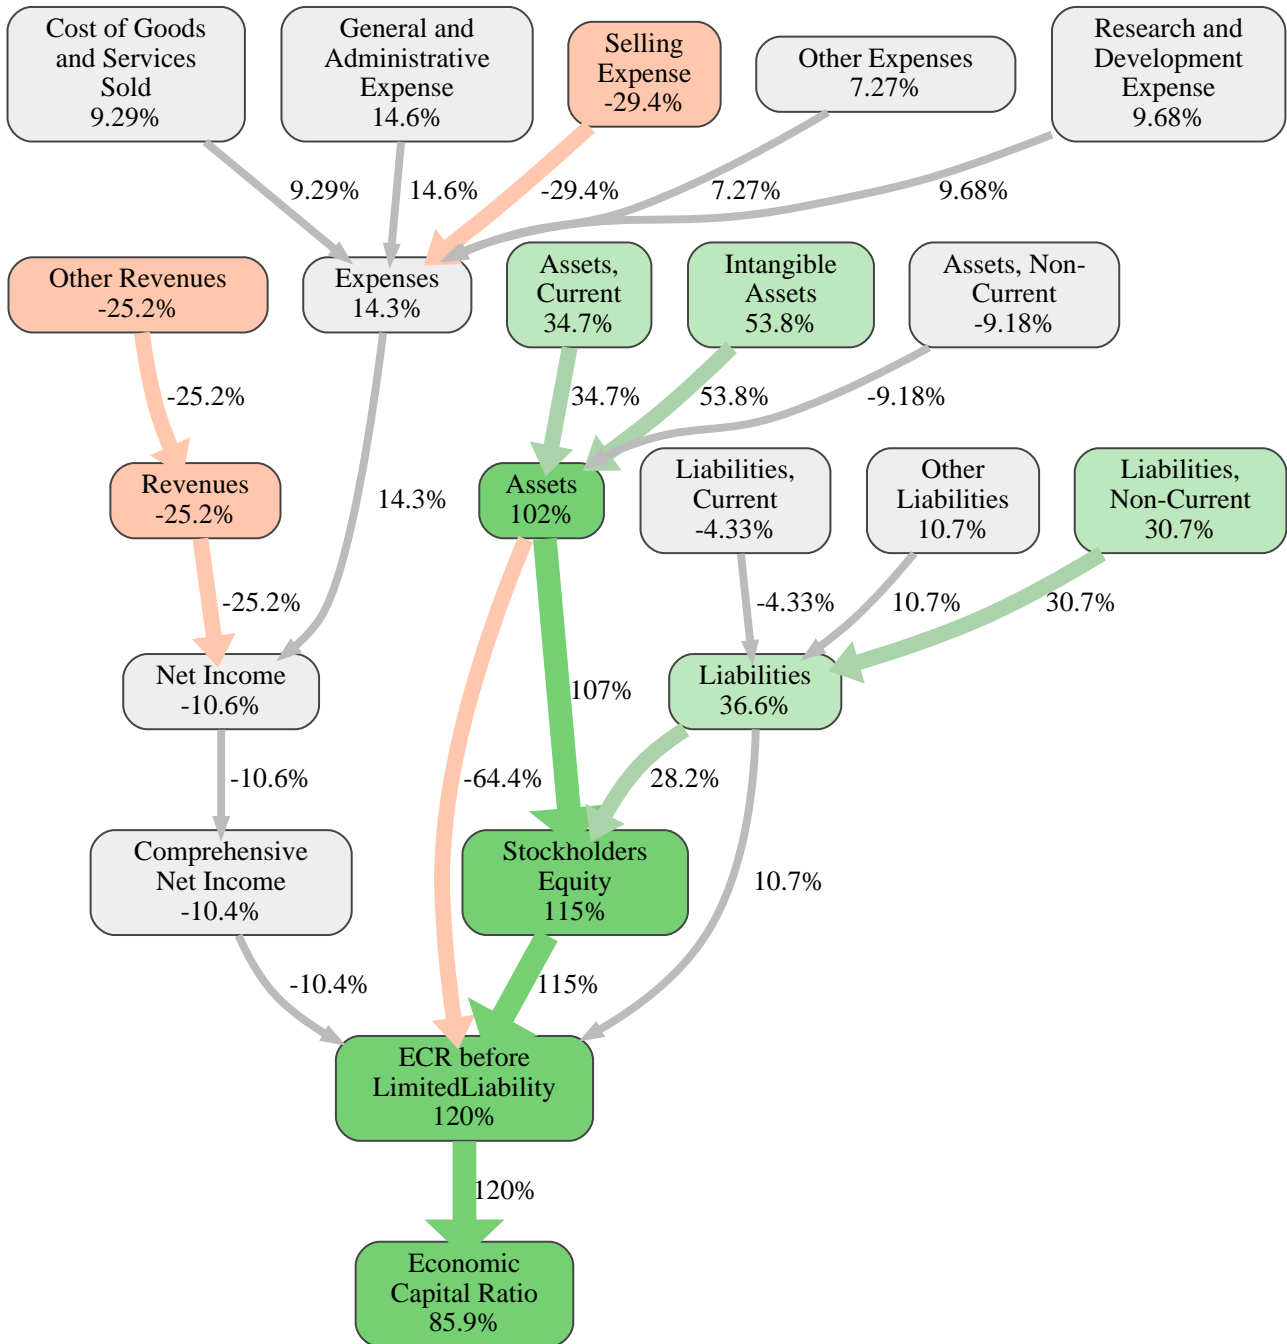 Cost of Goods
and Services
Sold
9.29%
General and
Administrative
Expense
14.6%
Selling
Expense
-29.4%
Other Expenses
7.27%
Research and
Development
Expense
9.68%
9.29%
14.6%
-29.4%
7.27%
9.68%
Other Revenues
-25.2%
Expenses
14.3%
Assets,
Current
34.7%
Intangible
Assets
53.8%
Assets, Non-
Current
-9.18%
-25.2%
34.7%
53.8%
-9.18%
Revenues
-25.2%
14.3%
Assets
102%
Liabilities,
Current
-4.33%
Other
Liabilities
10.7%
Liabilities,
Non-Current
30.7%
-25.2%
-4.33%
10.7%
30.7%
Net Income
-10.6%
107%
Liabilities
36.6%
-10.6%
-64.4%
28.2%
Comprehensive
Net Income
-10.4%
Stockholders
Equity
115%
10.7%
-10.4%
115%
ECR before
LimitedLiability
120%
120%
Economic
Capital Ratio
85.9%